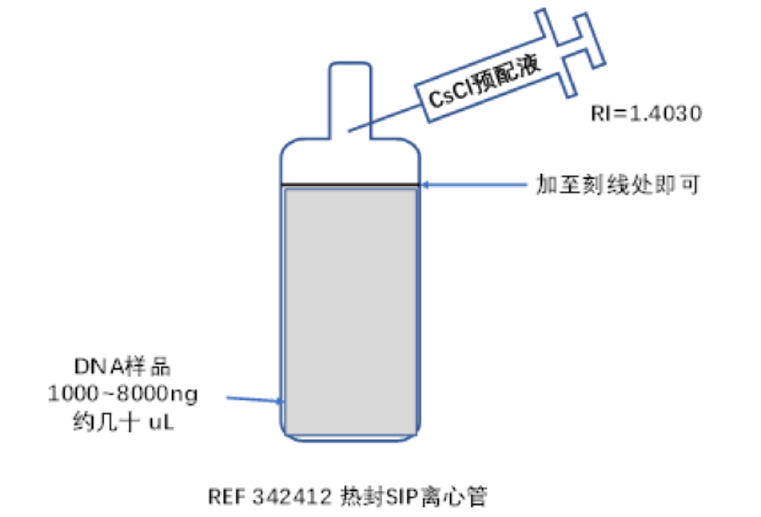 CsCl预配液
RI=1.4030
加至刻线处即可
DNA样品
1000~8000ng
约几十 uL
REF 342412 热封SIP离心管